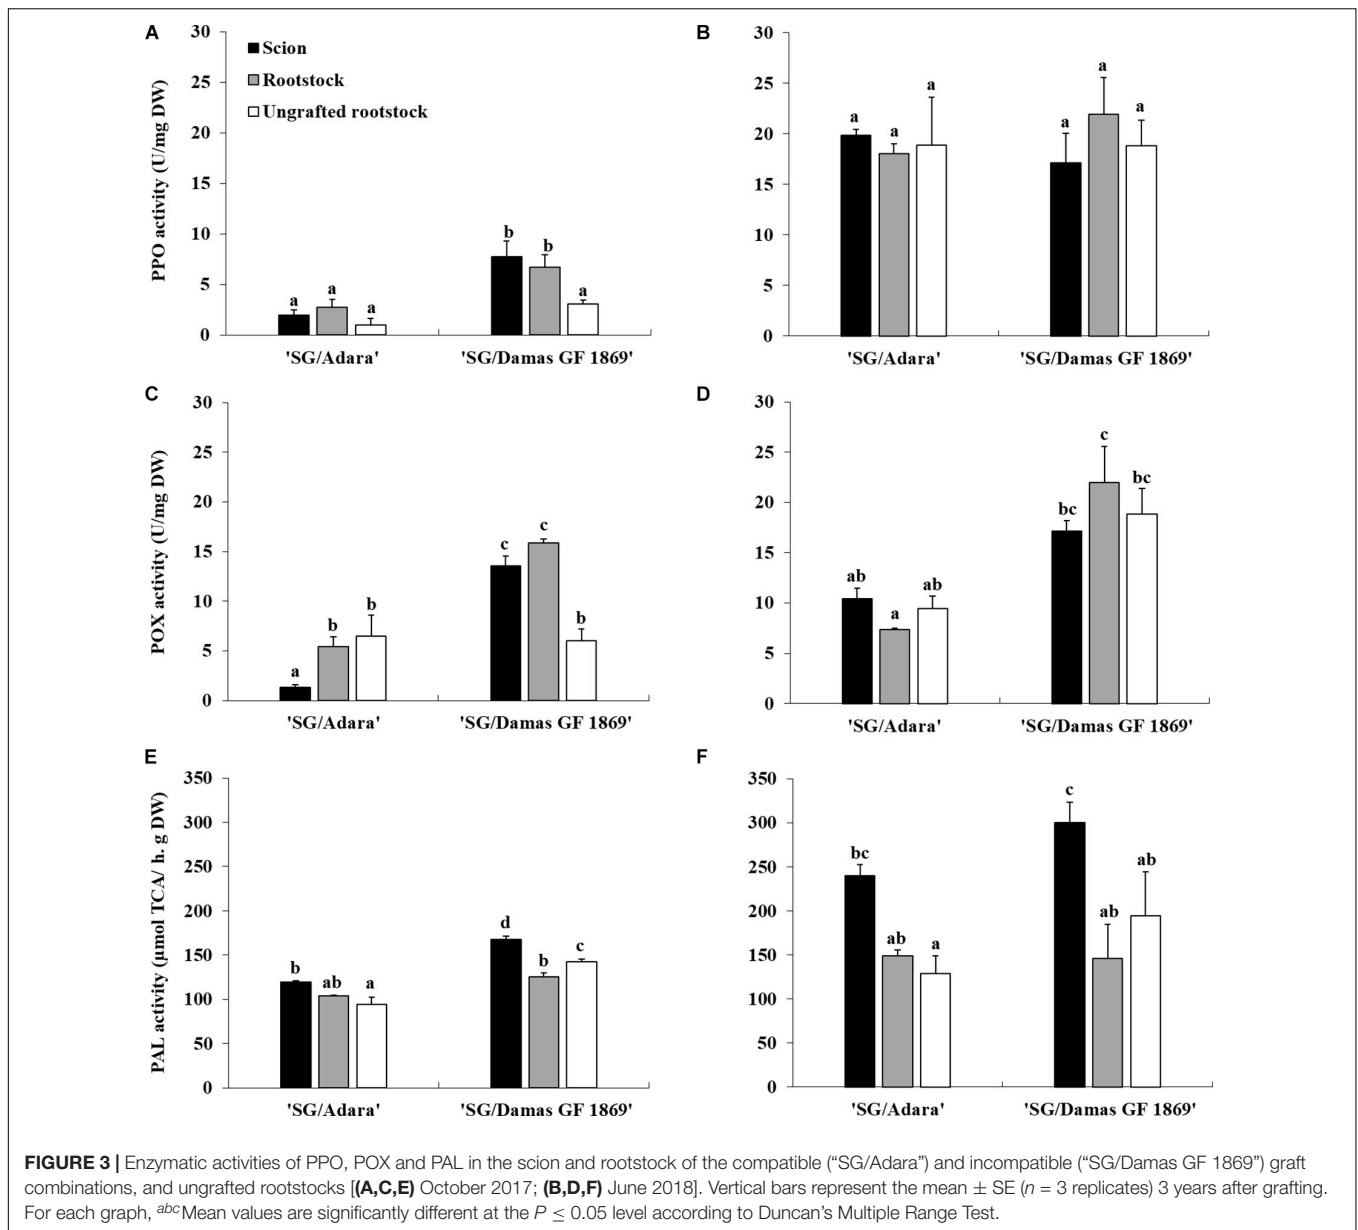 A
PPO activity (U/mg DW)
30
25
20
15
10
5
0
Scion
Rootstock
Ungrafted rootstock
a
a
a
b
b
a
'SG/Adara'
'SG/Damas GF 1869'
B
30
25
20
15
10
5
0
a
a
a
a
a
a
'SG/Adara'
'SG/Damas GF 1869'
C
POX activity (U/mg DW)
30
25
20
15
10
5
0
a
b
b
c
c
b
'SG/Adara'
'SG/Damas GF 1869'
D
30
25
20
15
10
5
0
ab
a
ab
bc
c
bc
'SG/Adara'
'SG/Damas GF 1869'
E
PAL activity (µmol TCA/ h. g DW)
350
300
250
200
150
100
50
0
b
ab
a
d
b
c
'SG/Adara'
'SG/Damas GF 1869'
F
350
300
250
200
150
100
50
0
bc
ab
a
c
ab
ab
'SG/Adara'
'SG/Damas GF 1869'
FIGURE 3 | Enzymatic activities of PPO, POX and PAL in the scion and rootstock of the compatible (“SG/Adara”) and incompatible (“SG/Damas GF 1869”) graft
combinations, and ungrafted rootstocks [(A,C,E) October 2017; (B,D,F) June 2018]. Vertical bars represent the mean ± SE (n = 3 replicates) 3 years after grafting.
For each graph, abcMean values are significantly different at the P ≤ 0.05 level according to Duncan’s Multiple Range Test.